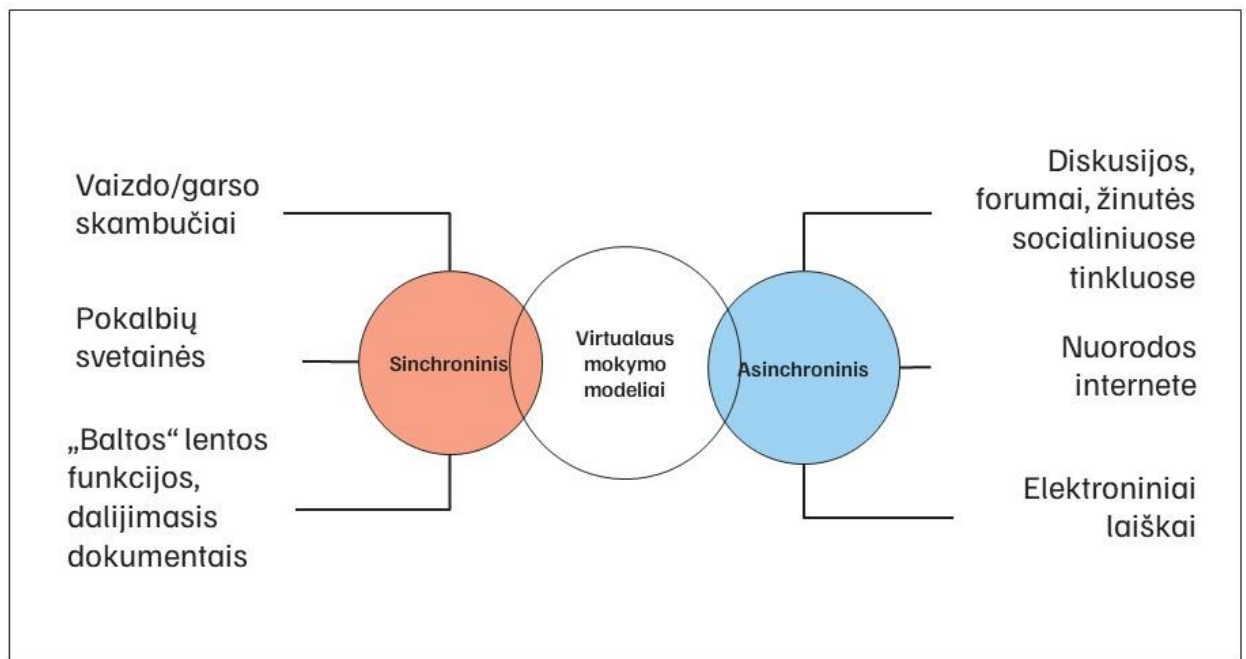 Vaizdo/garso
skambučiai
Pokalbių
svetainės
„Baltos“ lentos
funkcijos,
dalijimasis
dokumentais
Sinchroninis
Virtualaus
mokymo
modeliai
Asinchroninis
Diskusijos,
forumai, žinutės
socialiniuose
tinkluose
Nuorodos
internete
Elektroniniai
laiškai